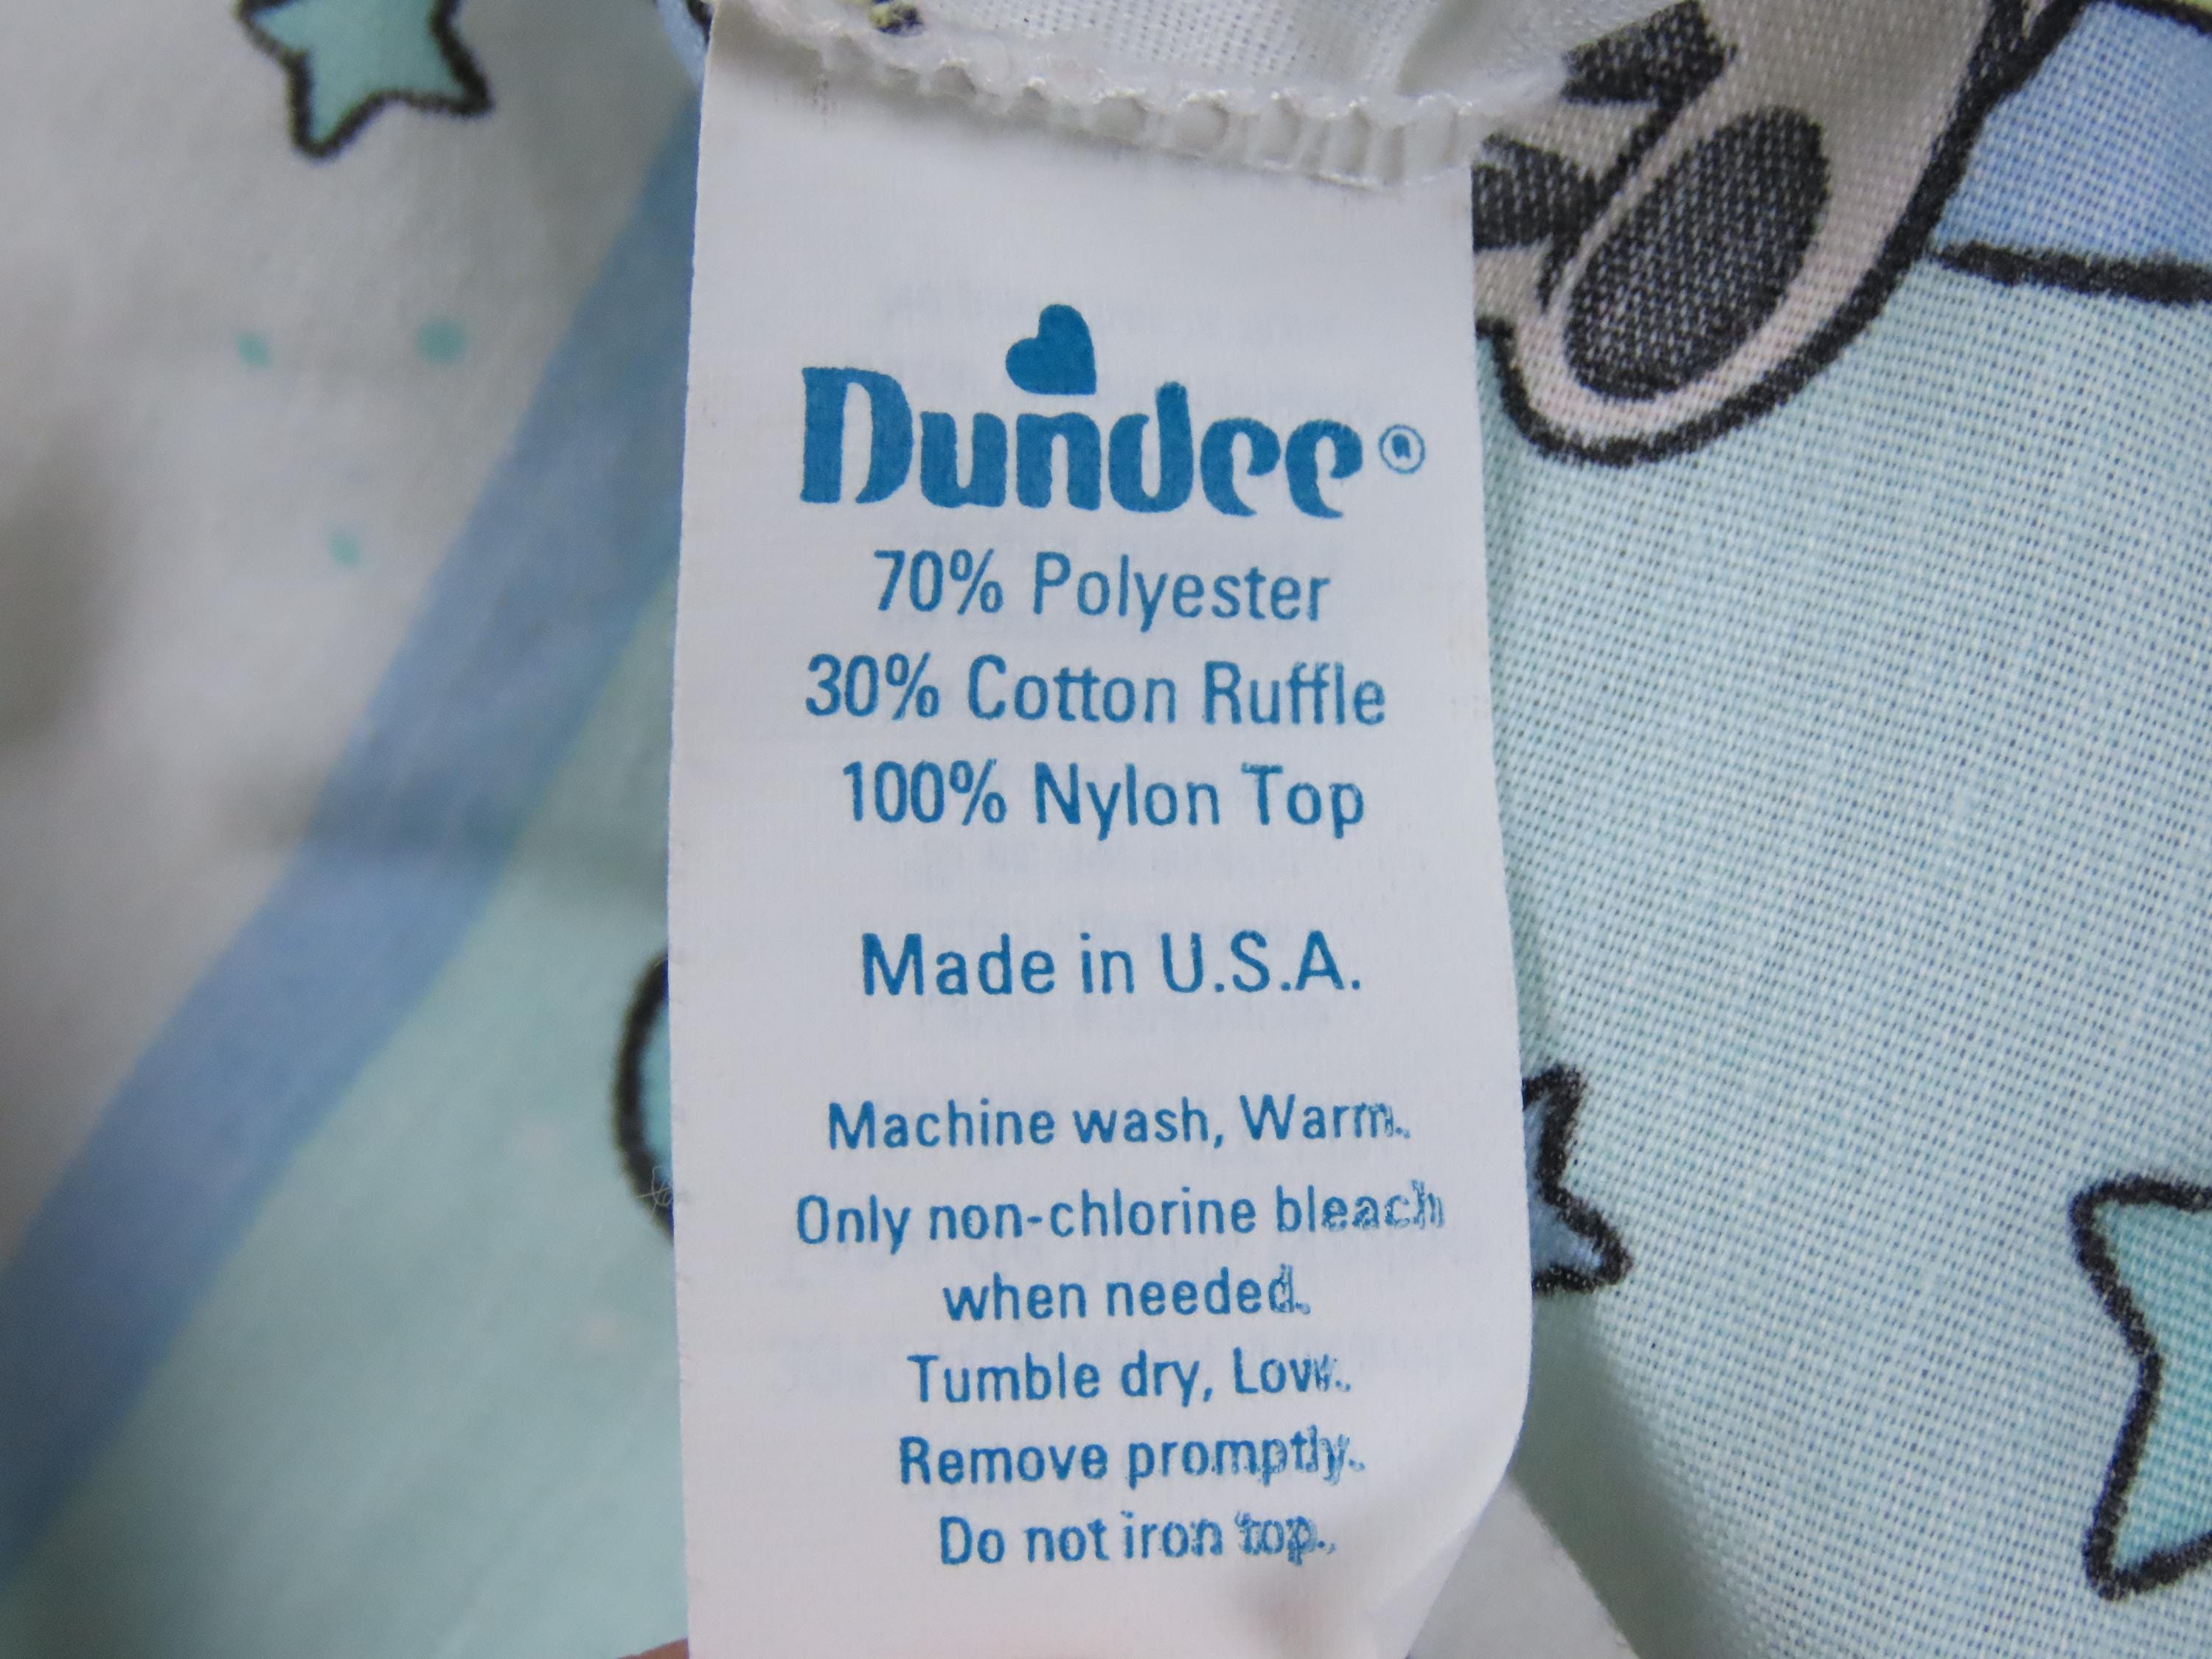 Dundee®
70% Polyester
30% Cotton Ruffle
100% Nylon Top
Made in U.S.A.
Machine wash, Warm.
Only non-chlorine bleach
when needed.
Tumble dry, Low.
Remove promptly.
Do not iron top.